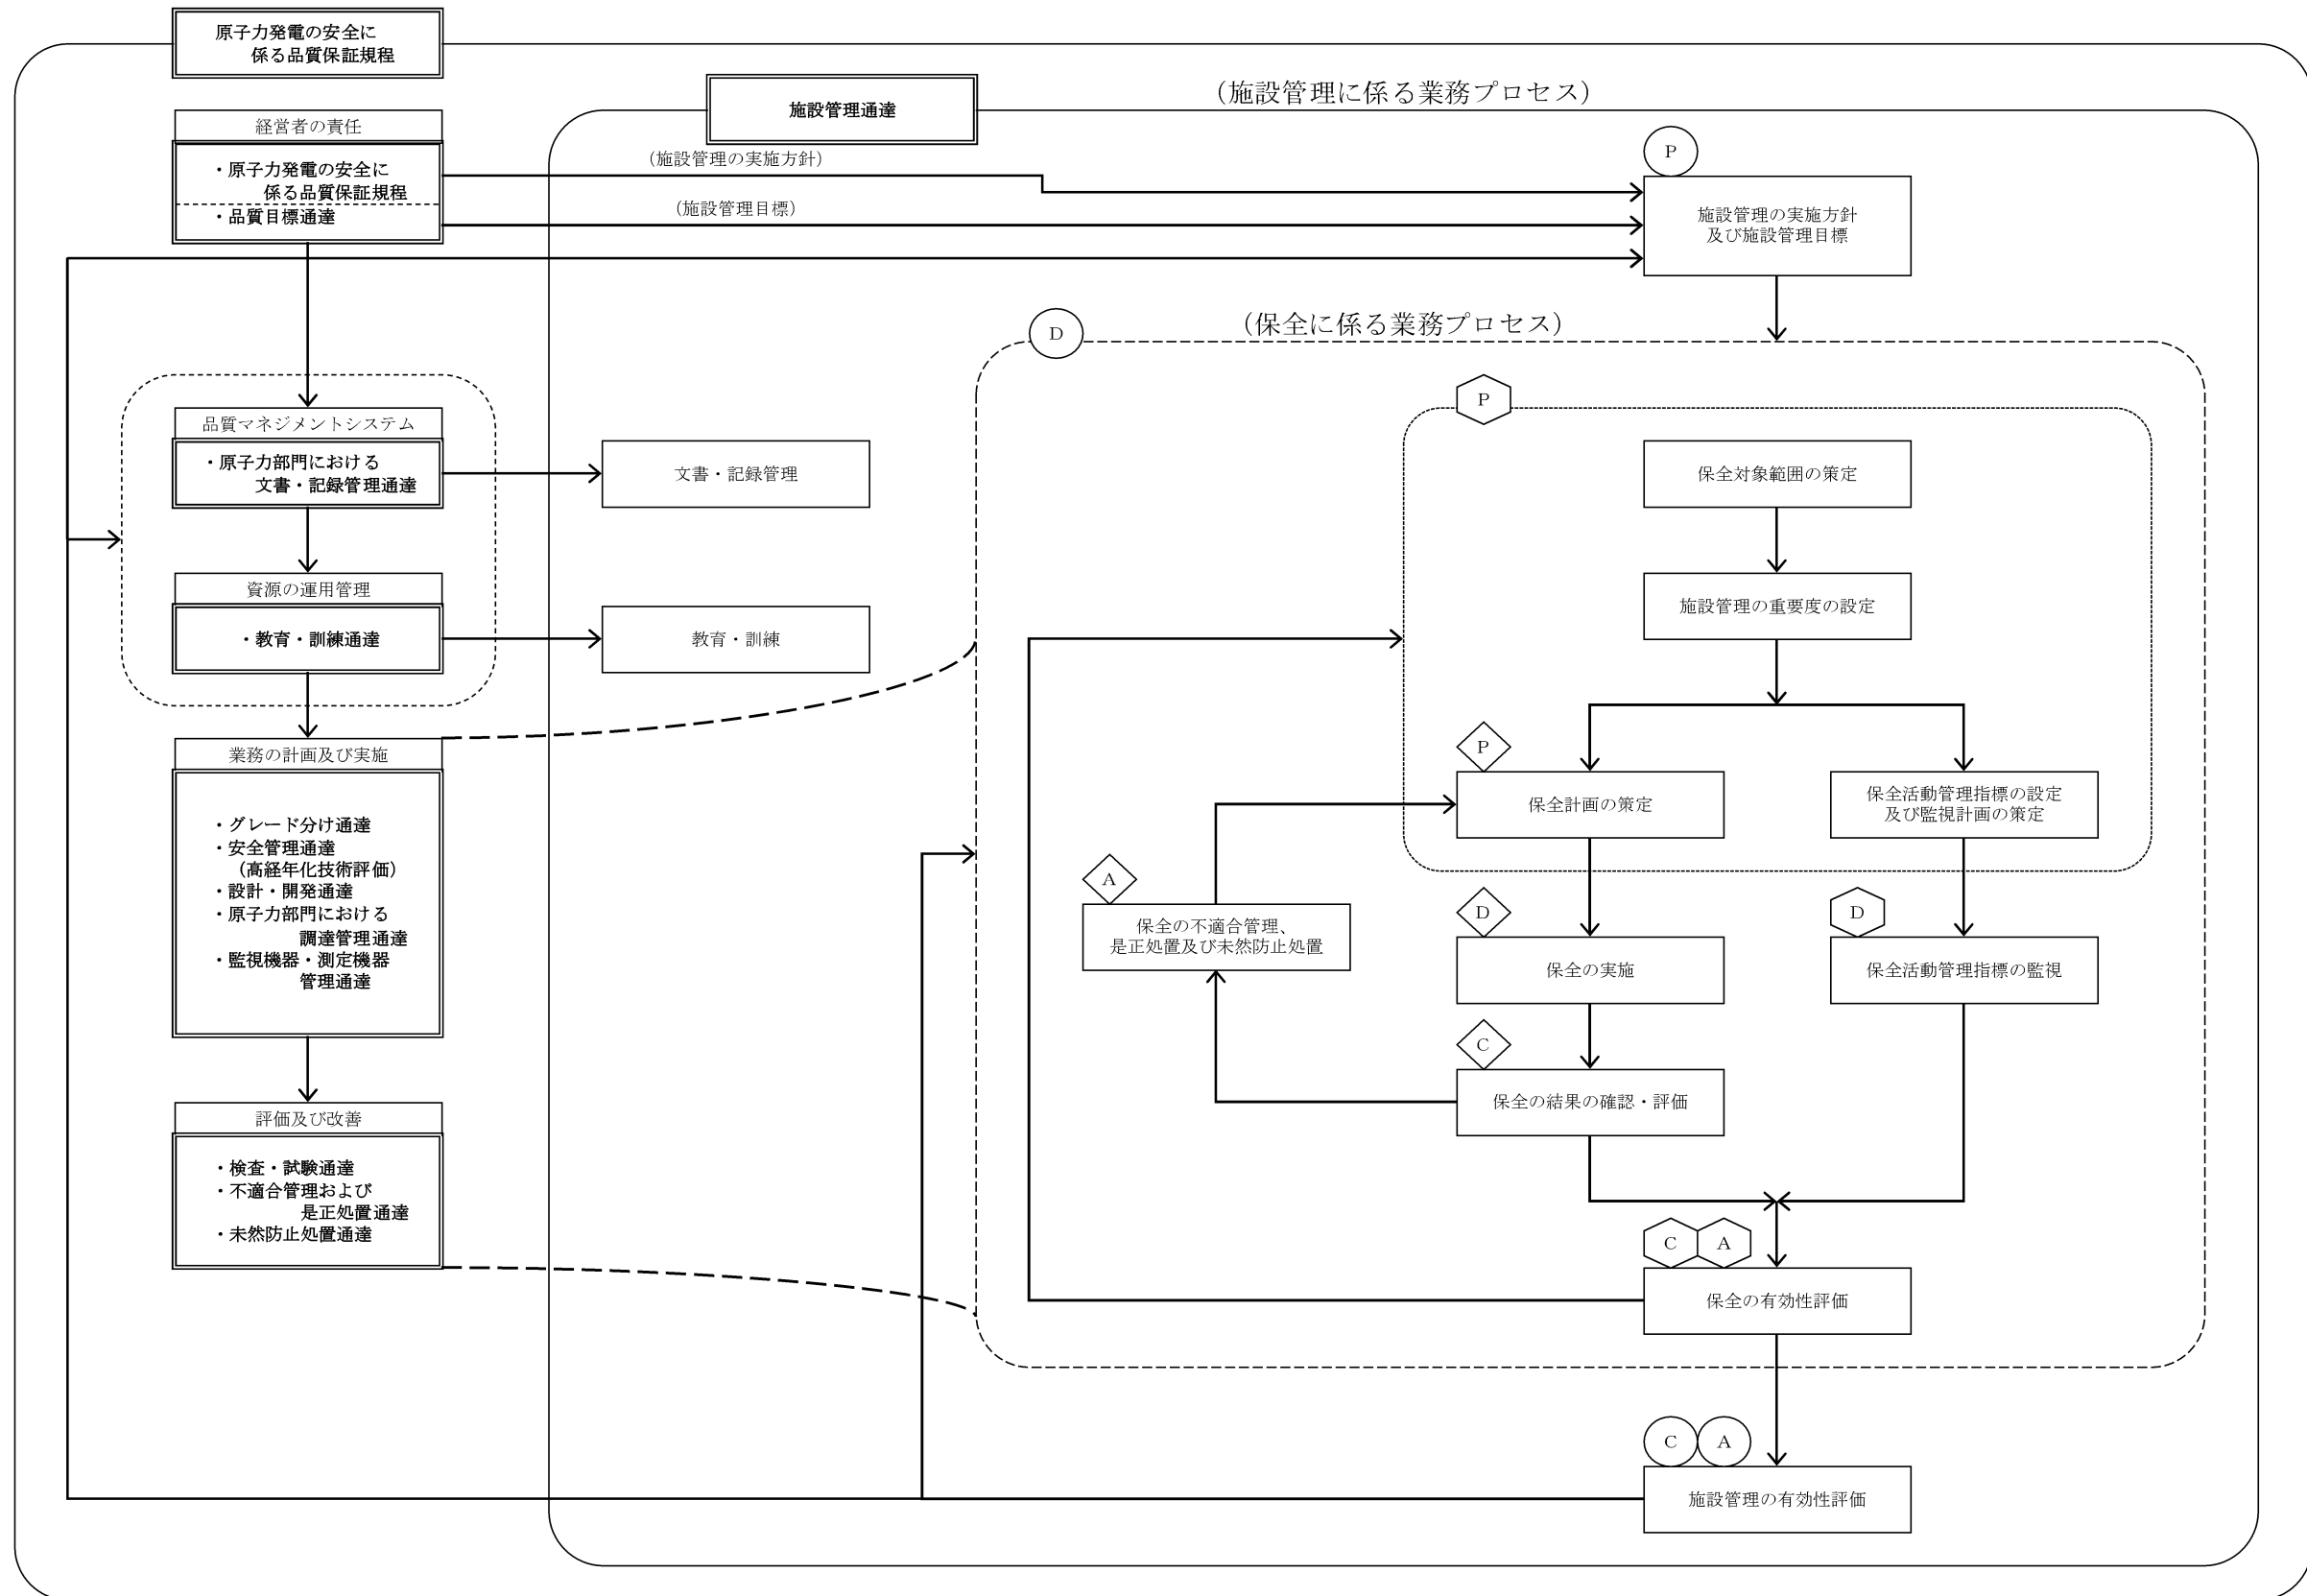 原子力発電の安全に
係る品質保証規程
施設管理通達
（施設管理に係る業務プロセス）
経営者の責任
・原子力発電の安全に
係る品質保証規程
・品質目標通達
（施設管理の実施方針）
（施設管理目標）
P
施設管理の実施方針
及び施設管理目標
D
（保全に係る業務プロセス）
品質マネジメントシステム
・原子力部門における
文書・記録管理通達
文書・記録管理
資源の運用管理
・教育・訓練通達
教育・訓練
業務の計画及び実施
・グレード分け通達
・安全管理通達
（高経年化技術評価）
・設計・開発通達
・原子力部門における
調達管理通達
・監視機器・測定機器
管理通達
評価及び改善
・検査・試験通達
・不適合管理および
是正処置通達
・未然防止処置通達
P
保全対象範囲の策定
施設管理の重要度の設定
P
保全計画の策定
保全活動管理指標の設定
及び監視計画の策定
A
保全の不適合管理、
是正処置及び未然防止処置
D
保全の実施
D
保全活動管理指標の監視
C
保全の結果の確認・評価
C
A
保全の有効性評価
C
A
施設管理の有効性評価